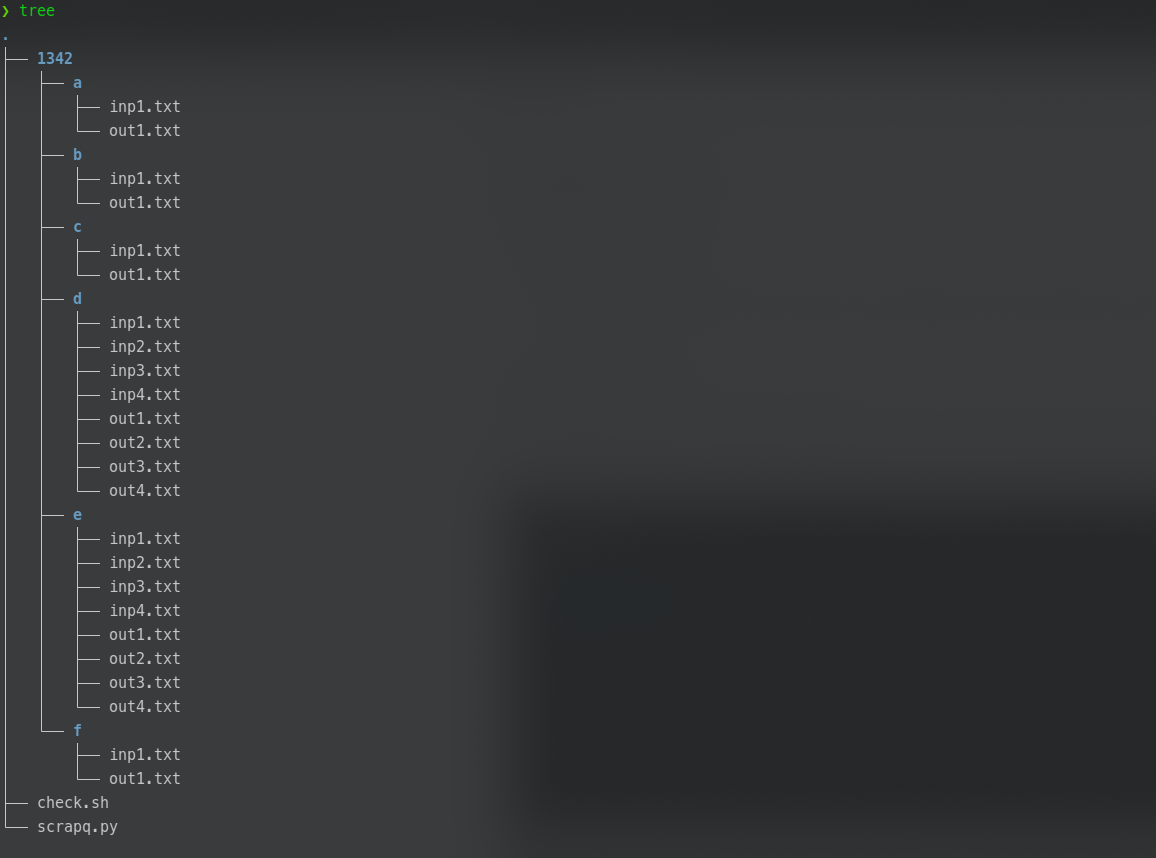 ❯ tree
.
├── 1342
│   ├── a
│   │   ├── inp1.txt
│   │   └── out1.txt
│   ├── b
│   │   ├── inp1.txt
│   │   └── out1.txt
│   ├── c
│   │   ├── inp1.txt
│   │   └── out1.txt
│   ├── d
│   │   ├── inp1.txt
│   │   ├── inp2.txt
│   │   ├── inp3.txt
│   │   ├── inp4.txt
│   │   ├── out1.txt
│   │   ├── out2.txt
│   │   ├── out3.txt
│   │   └── out4.txt
│   ├── e
│   │   ├── inp1.txt
│   │   ├── inp2.txt
│   │   ├── inp3.txt
│   │   ├── inp4.txt
│   │   ├── out1.txt
│   │   ├── out2.txt
│   │   ├── out3.txt
│   │   └── out4.txt
│   └── f
│       ├── inp1.txt
│       └── out1.txt
├── check.sh
└── scrapq.py